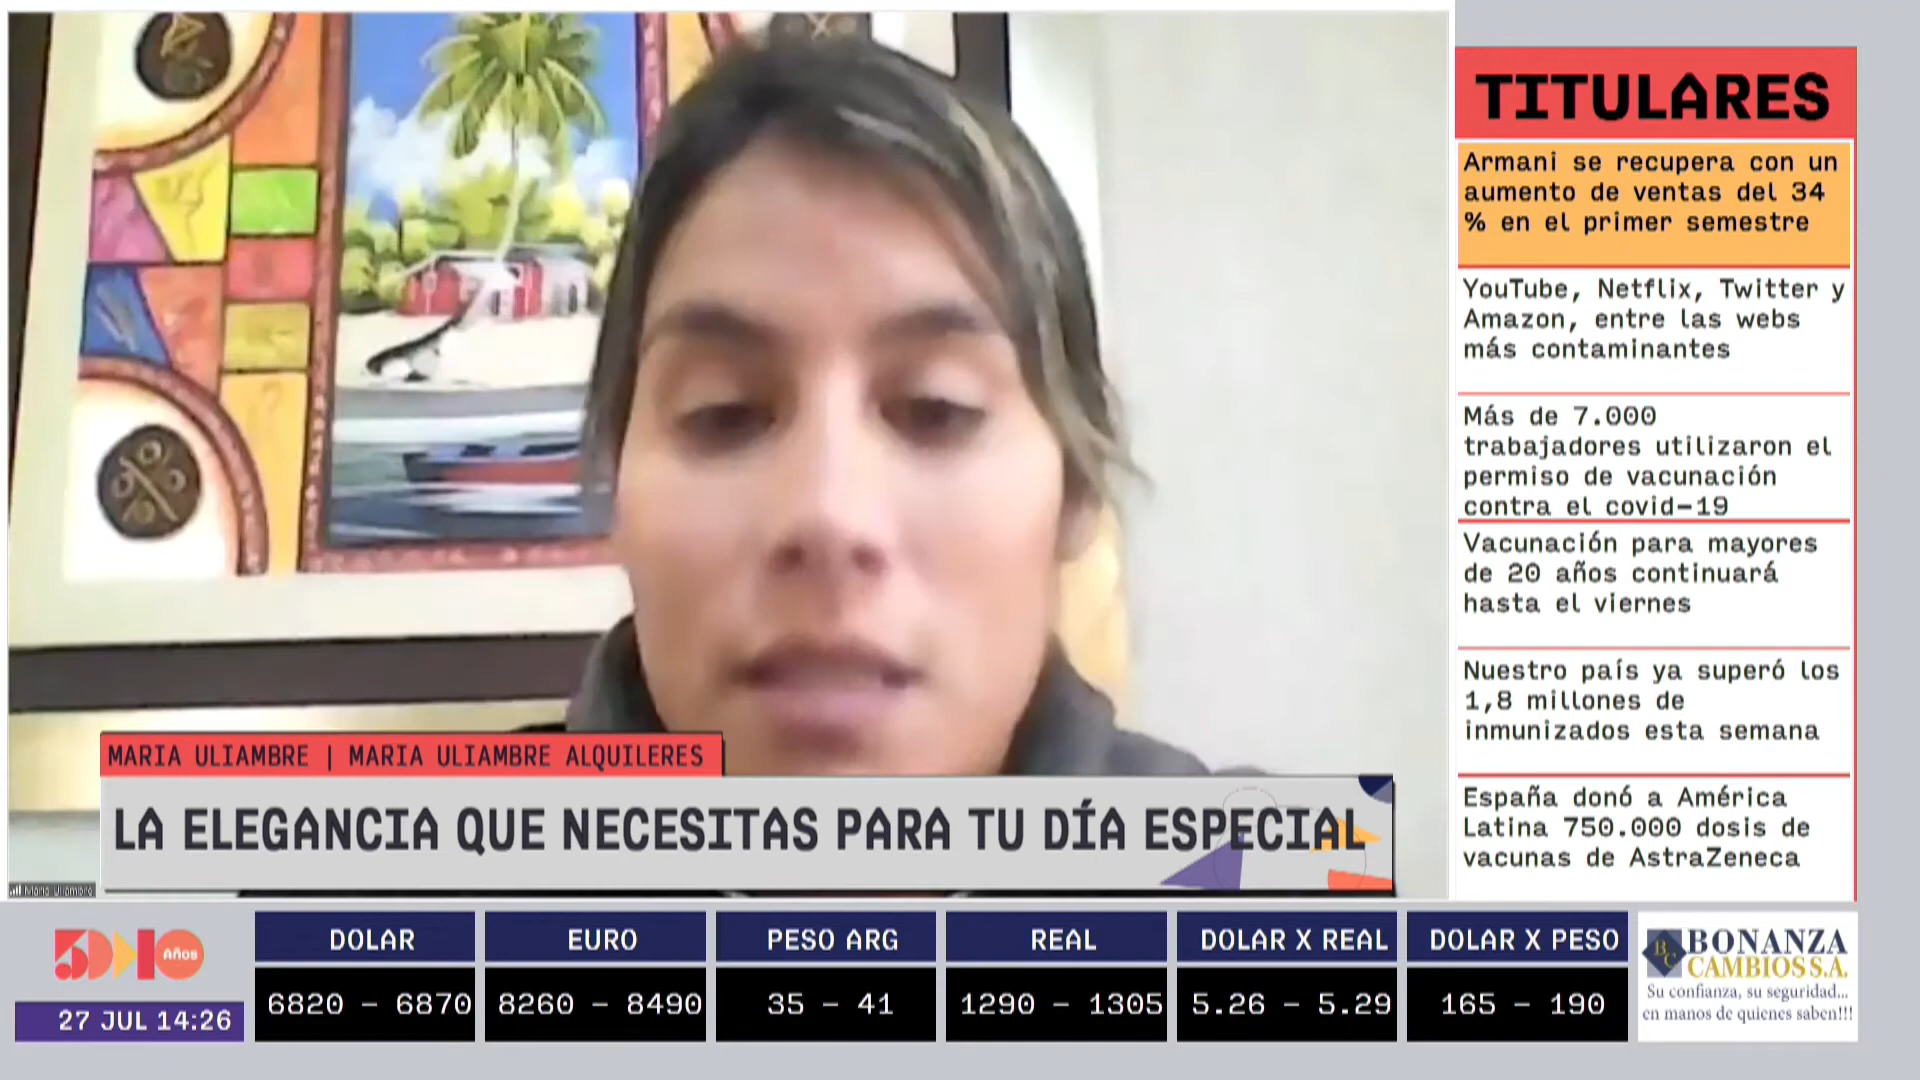 TITULARES
Armani se recupera con un
aumento de ventas del 34
% en el primer semestre
YouTube, Netflix, Twitter y
Amazon, entre las webs
más contaminantes
Más de 7.000
trabajadores utilizaron el
permiso de vacunación
contra el covid-19
Vacunación para mayores
de 20 años continuará
hasta el viernes
Nuestro país ya superó los
1,8 millones de
inmunizados esta semana
España donó a América
Latina 750.000 dosis de
vacunas de AstraZeneca
MARIA ULIAMBRE | MARIA ULIAMBRE ALQUILERES
LA ELEGANCIA QUE NECESITAS PARA TU DÍA ESPECIAL
Maria Uliambre
5DÍAS 10 Años
27 JUL 14:26
DOLAR
6820 - 6870
EURO
8260 - 8490
PESO ARG
35 - 41
REAL
1290 - 1305
DOLAR X REAL
5.26 - 5.29
DOLAR X PESO
165 - 190
BC
BONANZA
CAMBIOS S.A.
Su confianza, su seguridad...
en manos de quienes saben!!!